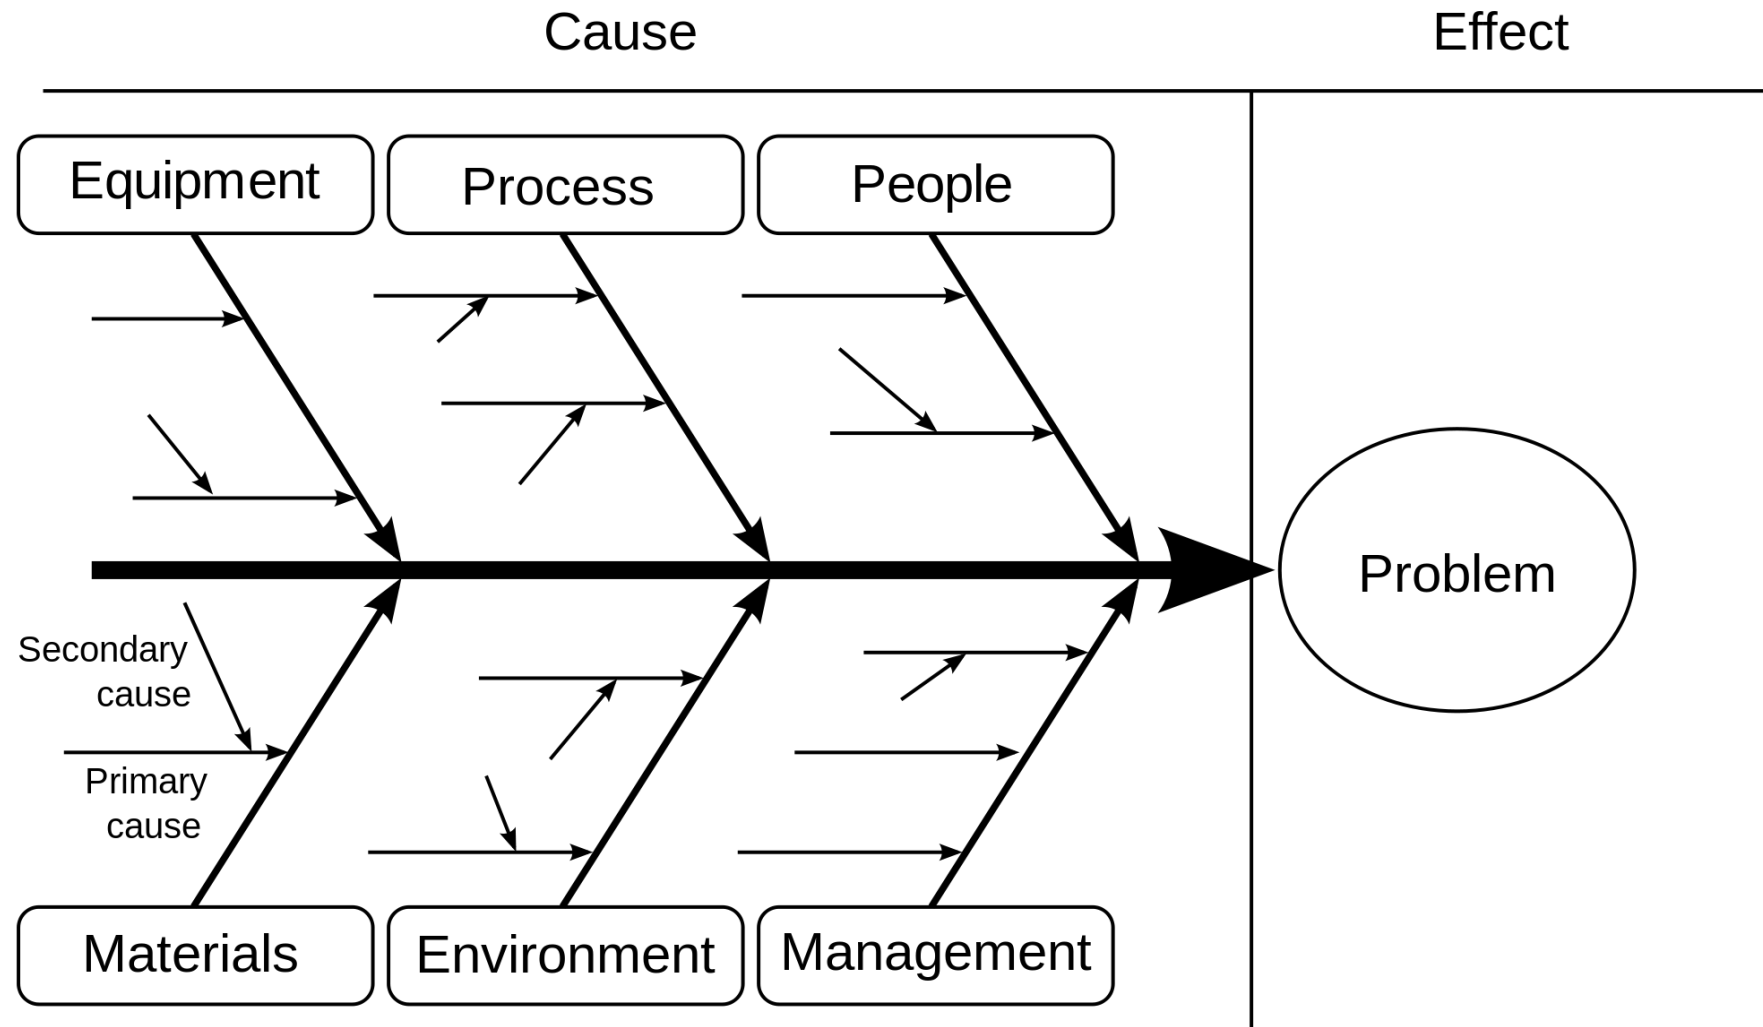 Cause
Effect
Equipment
Process
People
Problem
Secondary
cause
Primary
cause
Materials
Environment
Management